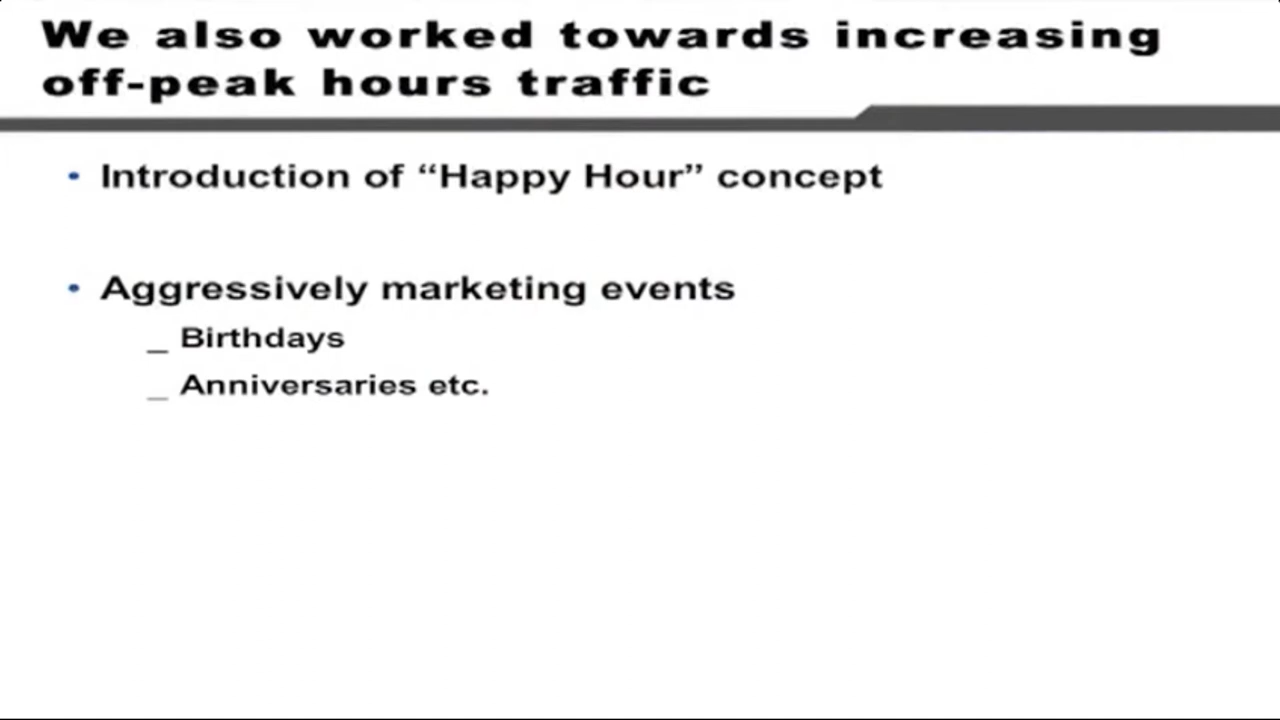 We also worked towards increasing
off-peak hours traffic
• Introduction of “Happy Hour” concept
• Aggressively marketing events
_ Birthdays
_ Anniversaries etc.